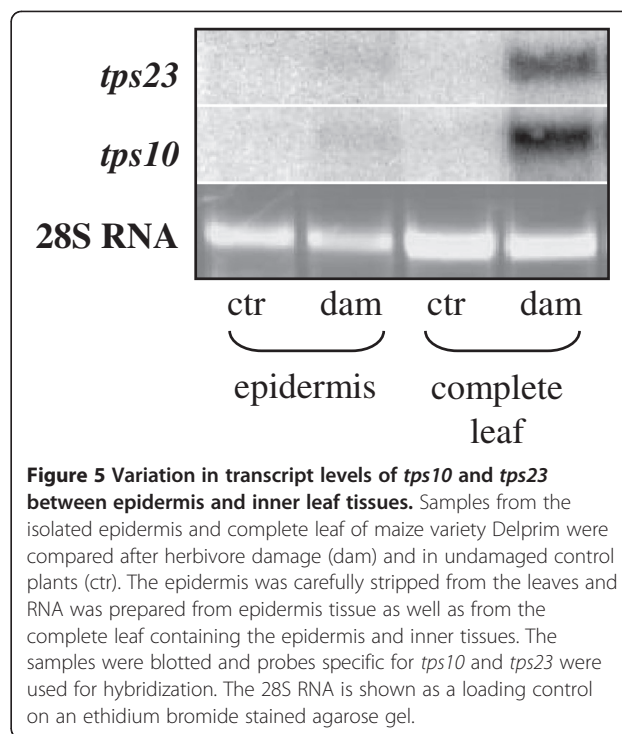 tps23
tps10
28S RNA
ctr dam ctr dam
epidermis complete
leaf
Figure 5 Variation in transcript levels of tps10 and tps23
between epidermis and inner leaf tissues. Samples from the
isolated epidermis and complete leaf of maize variety Delprim were
compared after herbivore damage (dam) and in undamaged control
plants (ctr). The epidermis was carefully stripped from the leaves and
RNA was prepared from epidermis tissue as well as from the
complete leaf containing the epidermis and inner tissues. The
samples were blotted and probes specific for tps10 and tps23 were
used for hybridization. The 28S RNA is shown as a loading control
on an ethidium bromide stained agarose gel.